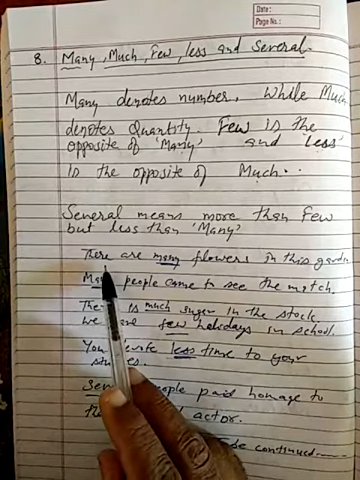 Date:
Page No.:
8. Many, Much, Few, less and Several.
Many denotes number, While Much
denotes Quantity. Few is the
opposite of 'Many' and Less'
is the opposite of Much..
Several means more than Few
but less than 'Many'
There are many flowers in this garden
Many people came to see the match.
There is much sugar in the stock
We few holidays in school.
You less time to your
studies.
people paid homage to
actor.
be continued